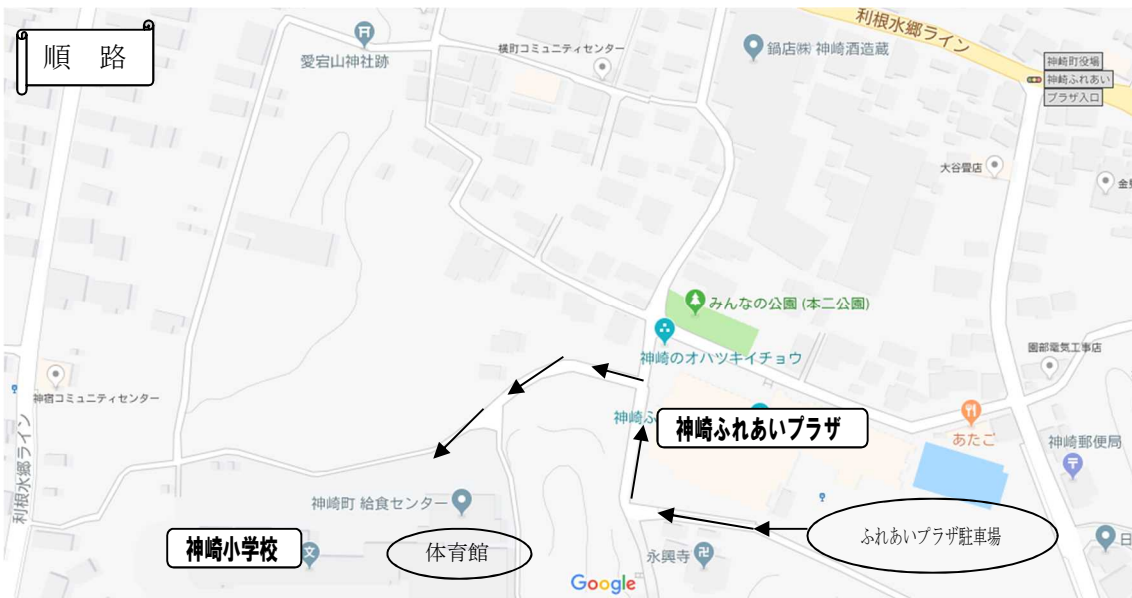 順 路
利根水郷ライン
愛宕山神社跡
横町コミュニティセンター
鍋店㈱ 神崎酒造蔵
神崎町役場
神崎ふれあい
プラザ入口
大谷畳店
みんなの公園 (本二公園)
神崎のオハツキイチョウ
園部電気工事店
神宿コミュニティセンター
神崎ふ
神崎ふれあいプラザ
あたご
神崎郵便局
利根水郷ライン
神崎町 給食センター
神崎小学校
文
体育館
永興寺
ふれあいプラザ駐車場
日
Google